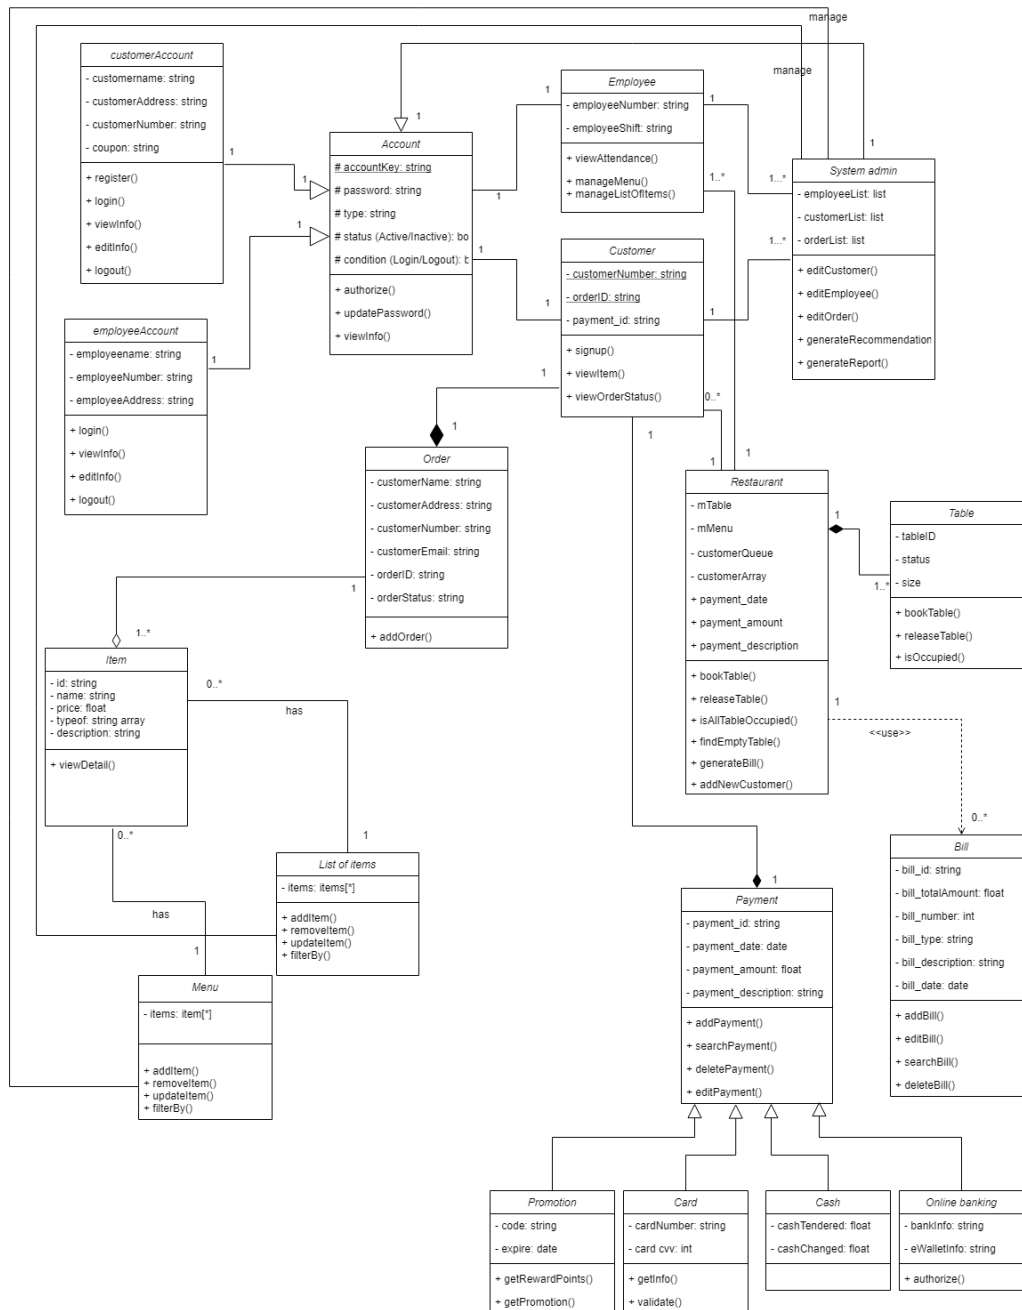 manage
manage
customerAccount
- customername: string
- customerAddress: string
- customerNumber: string
- coupon: string
+ register()
+ login()
+ viewInfo()
+ editInfo()
+ logout()
1
1
employeeAccount
- employeename: string
- employeeNumber: string
- employeeAddress: string
+ login()
+ viewInfo()
+ editInfo()
+ logout()
1
1
1
Account
# accountKey: string
# password: string
# type: string
# status (Active/Inactive): bo
# condition (Login/Logout): b
+ authorize()
+ updatePassword()
+ viewInfo()
1
1
1
1
Employee
- employeeNumber: string
- employeeShift: string
+ viewAttendance()
+ manageMenu()
+ manageListOfItems()
1
1..*
1..*
1
System admin
- employeeList: list
- customerList: list
- orderList: list
+ editCustomer()
+ editEmployee()
+ editOrder()
+ generateRecommendation
+ generateReport()
1...*
1
Customer
- customerNumber: string
- orderID: string
- payment_id: string
+ signup()
+ viewItem()
+ viewOrderStatus()
0..*
1
1
1
1
1
Order
- customerName: string
- customerAddress: string
- customerNumber: string
- customerEmail: string
- orderID: string
- orderStatus: string
+ addOrder()
1
1..*
Restaurant
- mTable
- mMenu
- customerQueue
- customerArray
+ payment_date
+ payment_amount
+ payment_description
+ bookTable()
+ releaseTable()
+ isAllTableOccupied()
+ findEmptyTable()
+ generateBill()
+ addNewCustomer()
1
1..*
Table
- tableID
- status
- size
+ bookTable()
+ releaseTable()
+ isOccupied()
1
<<use>>
0..*
Item
- id: string
- name: string
- price: float
- typeof: string array
- description: string
+ viewDetail()
0..*
has
1
0..*
has
1
List of items
- items: items[*]
+ addItem()
+ removeItem()
+ updateItem()
+ filterBy()
Menu
- items: item[*]
+ addItem()
+ removeItem()
+ updateItem()
+ filterBy()
Bill
- bill_id: string
- bill_totalAmount: float
- bill_number: int
- bill_type: string
- bill_description: string
- bill_date: date
+ addBill()
+ editBill()
+ searchBill()
+ deleteBill()
1
Payment
- payment_id: string
- payment_date: date
- payment_amount: float
- payment_description: string
+ addPayment()
+ searchPayment()
+ deletePayment()
+ editPayment()
Promotion
- code: string
- expire: date
+ getRewardPoints()
+ getPromotion()
Card
- cardNumber: string
- card cvv: int
+ getInfo()
+ validate()
Cash
- cashTendered: float
- cashChanged: float
Online banking
- bankInfo: string
- eWalletInfo: string
+ authorize()